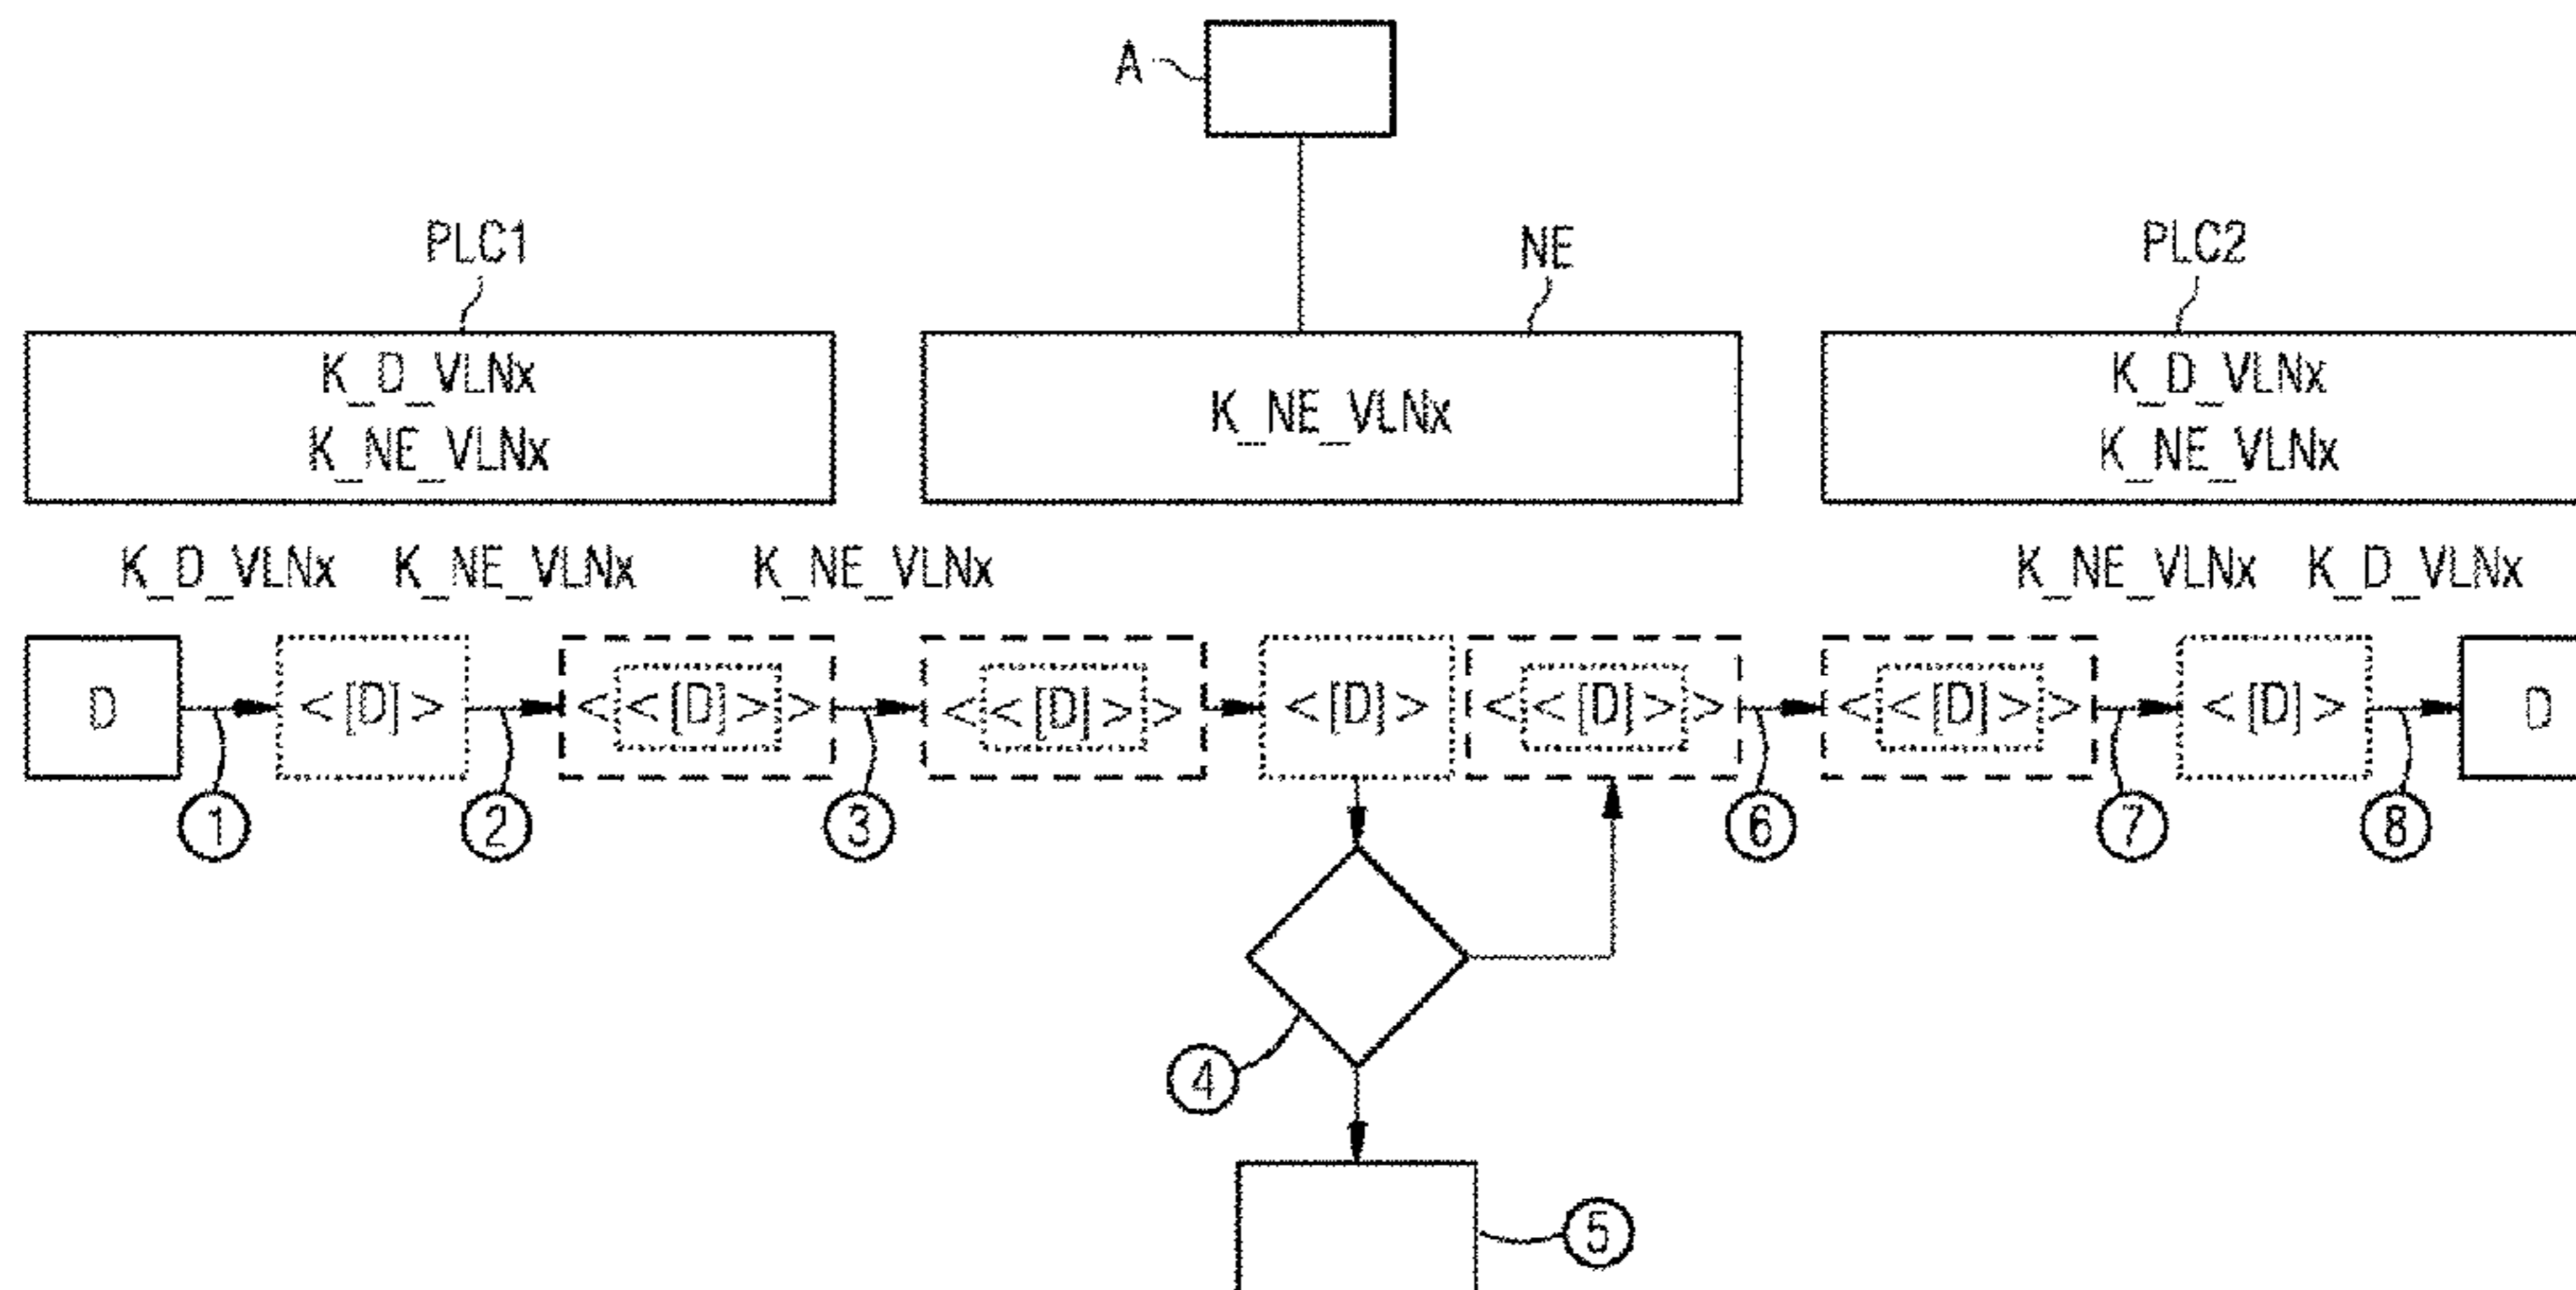 A
PLC1 NE PLC2
K_D_VLNx K_NE_VLNx K_D_VLNx
K_NE_VLNx K_NE_VLNx
K_D_VLNx K_NE_VLNx K_NE_VLNx K_NE_VLNx K_D_VLNx
D <[D]> <<[D]>> <<[D]>> <[D]> <<[D]>> <<[D]>> <[D]> D
1 2 3 6 7 8
4
5